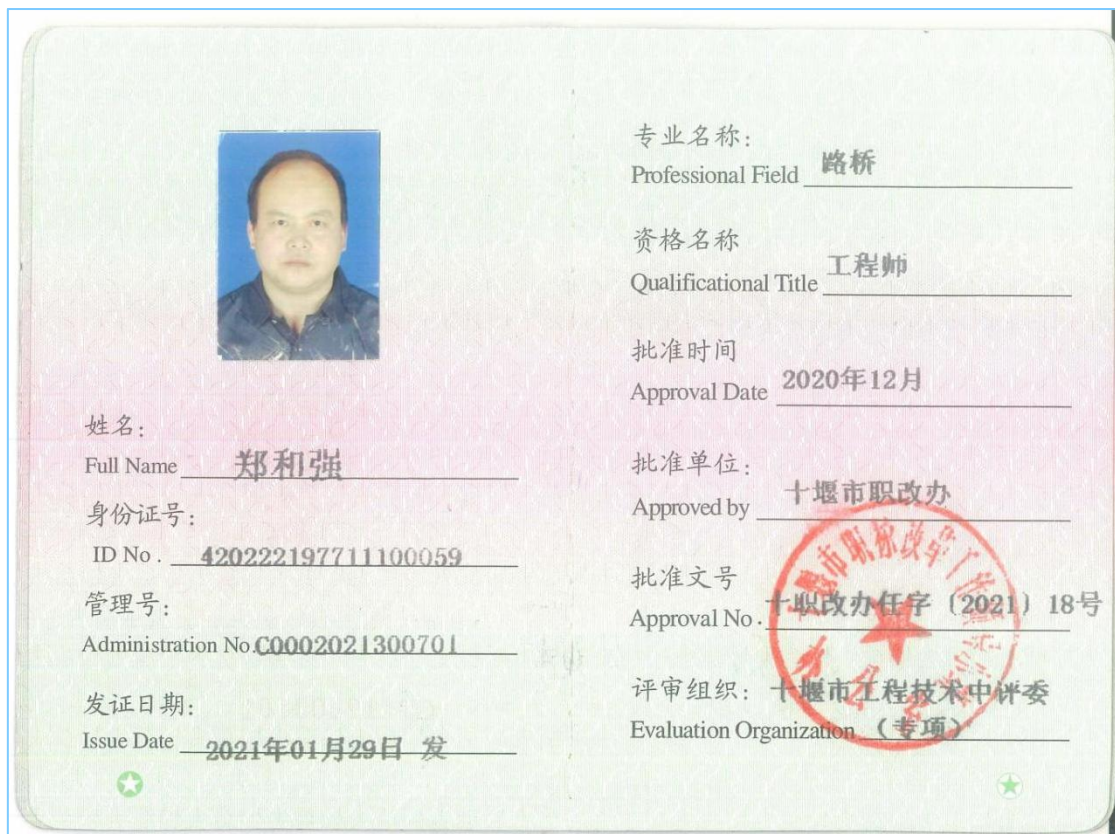 姓名：
Full Name 郑和强
身份证号：
ID No . 420222197711100059
管理号：
Administration No. C0002021300701
发证日期：
Issue Date 2021年01月29日 发
专业名称：
Professional Field 路桥
资格名称
Qualificational Title 工程师
批准时间
Approval Date 2020年12月
批准单位：
Approved by 十堰市职改办
批准文号
Approval No . 十职改办任字〔2021〕18号
评审组织：十堰市工程技术中评委
Evaluation Organization （专项）